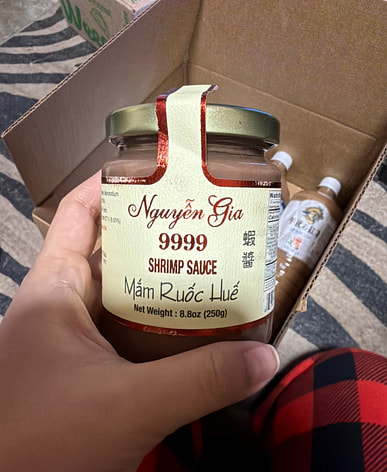 Nguyễn Gia
9999
SHRIMP SAUCE
蝦
醬
Mắm Ruốc Huế
Net Weight : 8.8oz (250g)